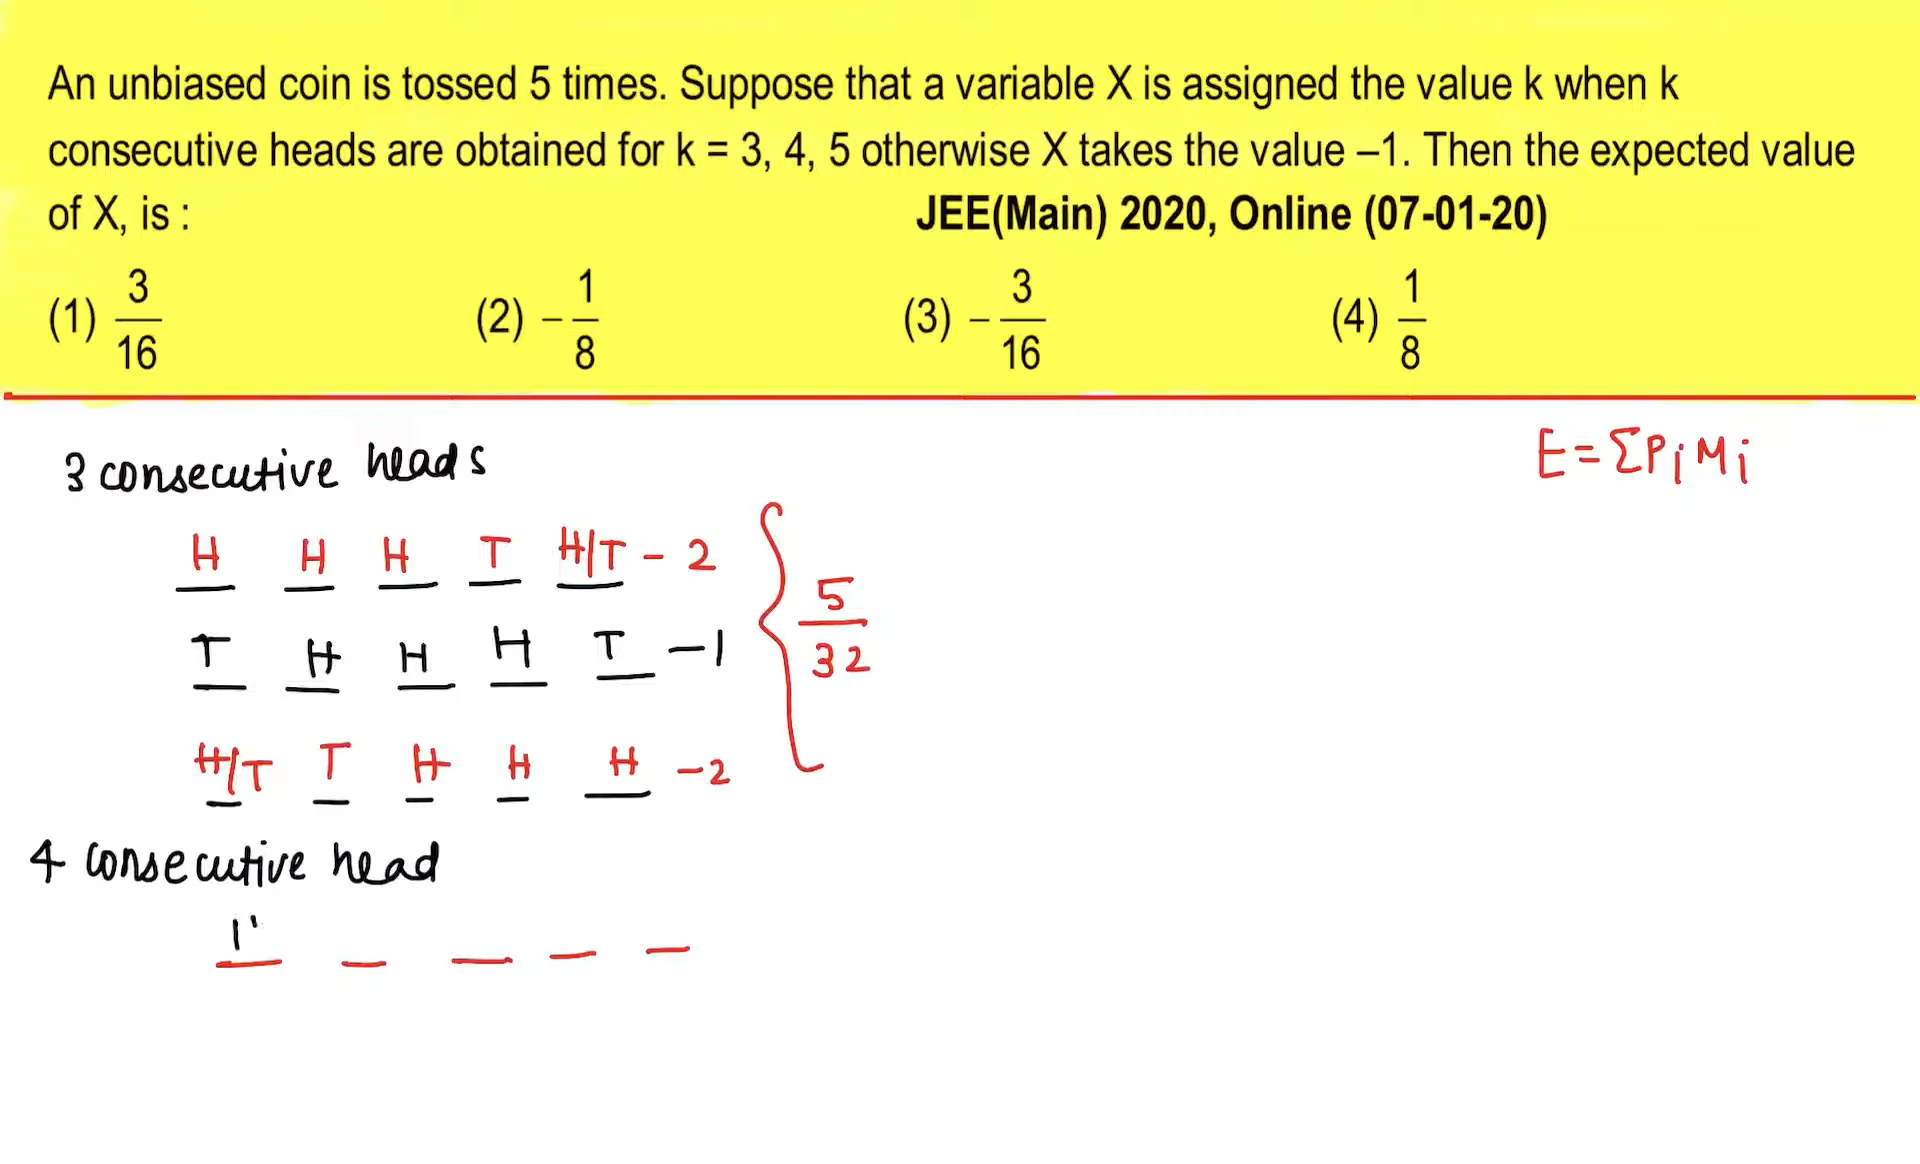 An unbiased coin is tossed 5 times. Suppose that a variable X is assigned the value k when k
consecutive heads are obtained for k = 3, 4, 5 otherwise X takes the value –1. Then the expected value
of X, is : JEE(Main) 2020, Online (07-01-20)
(1) 3/16 (2) -1/8 (3) -3/16 (4) 1/8
3 consecutive heads
E = ΣPiMi
H H H T H/T - 2
T H H H T - 1
H/T T H H H - 2
5/32
4 consecutive head